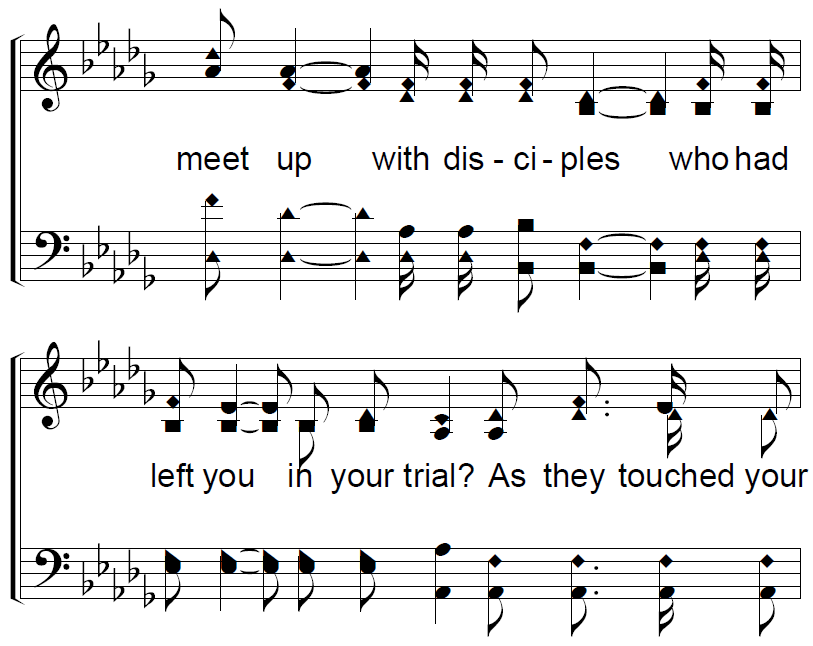 meet up with dis - ci - ples who had
left you in your trial? As they touched your